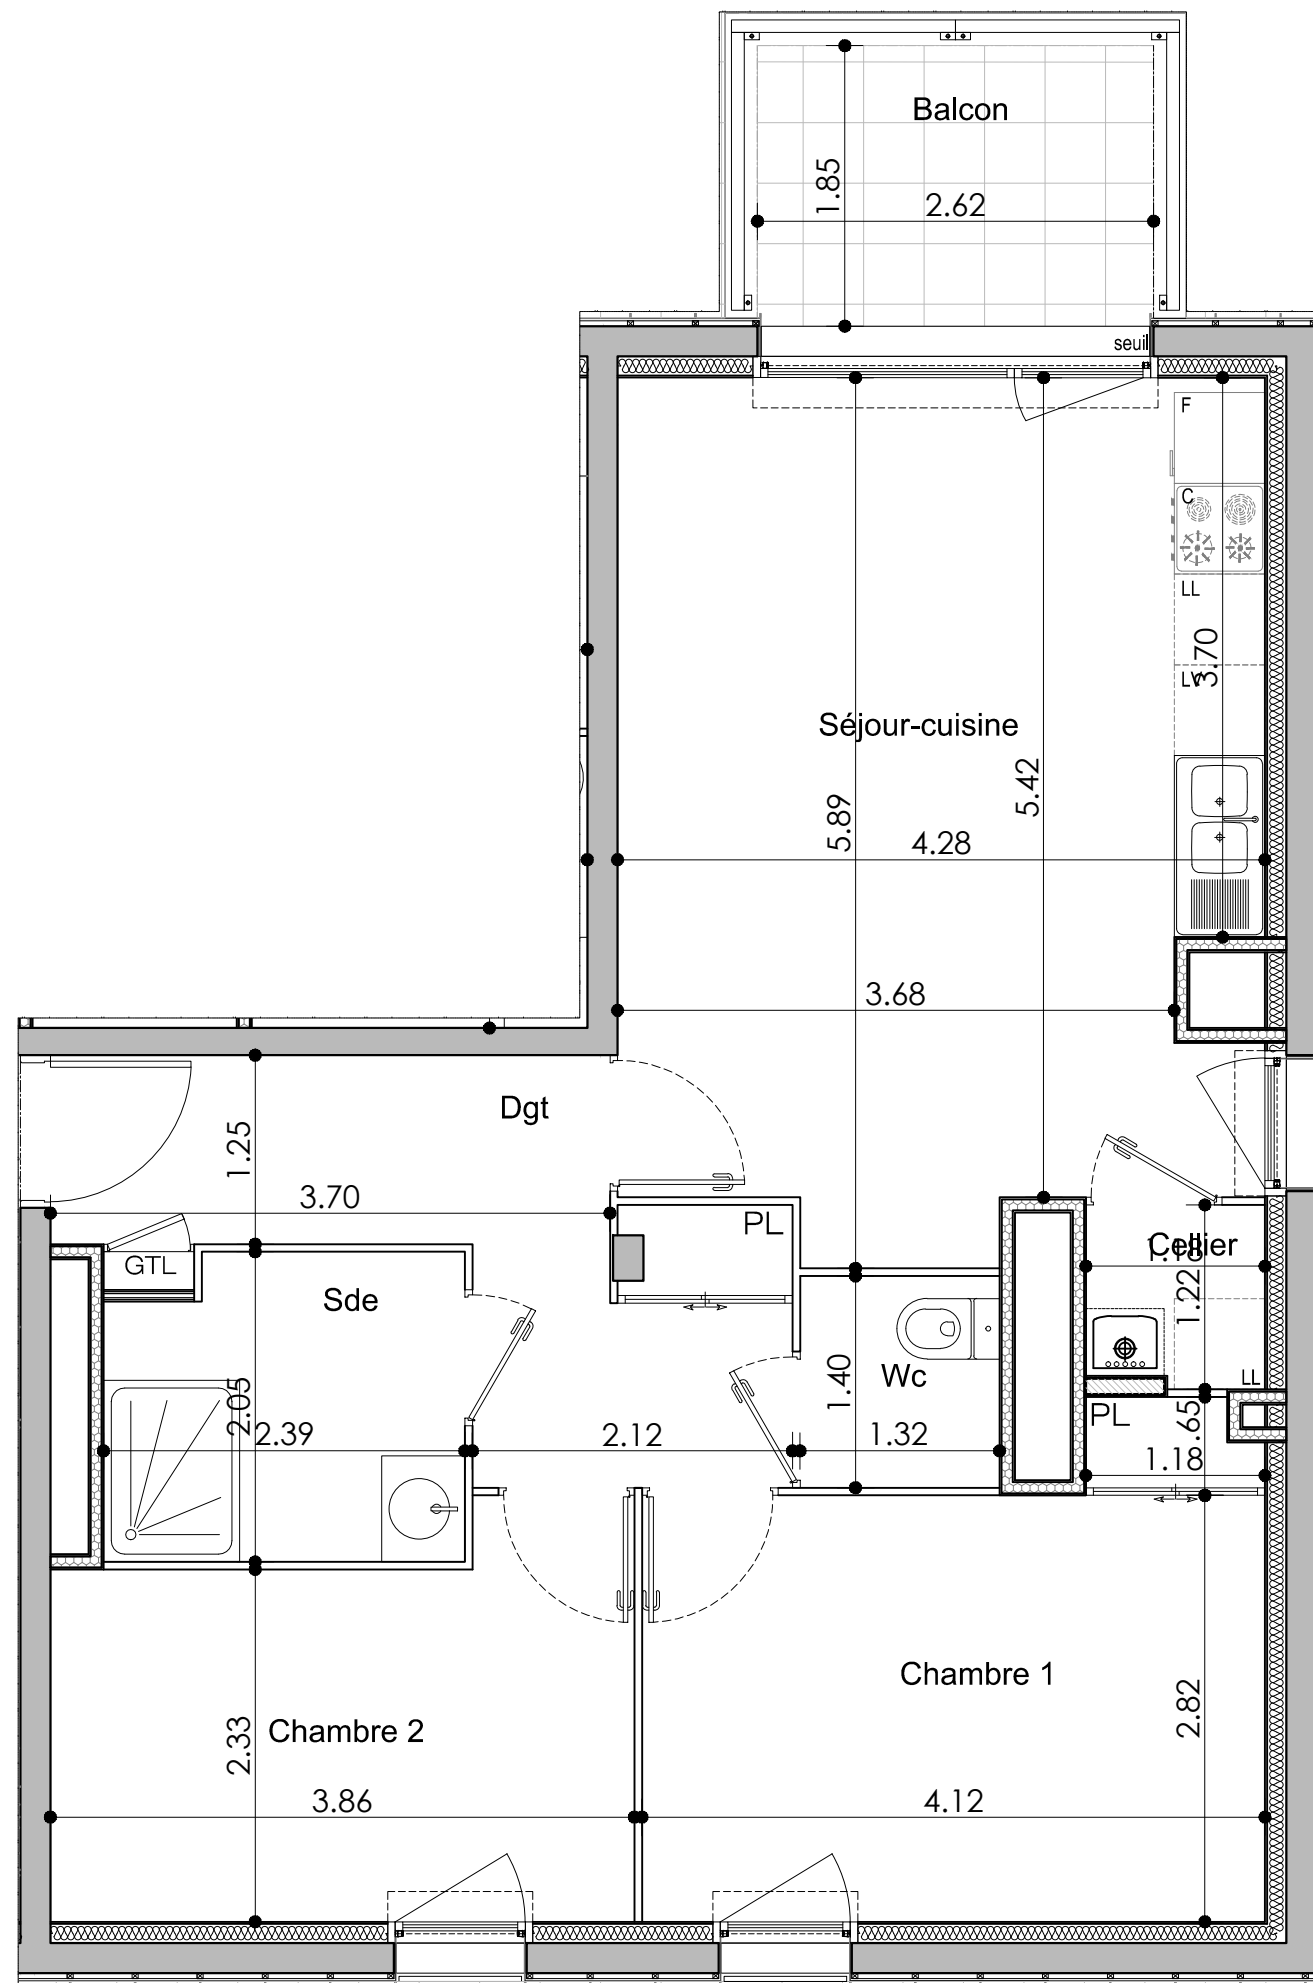 Balcon
1.85
2.62
seuil
F
C
LL
3.70
LV
Séjour-cuisine
5.42
5.89
4.28
3.68
Dgt
1.25
3.70
PL
GTL
Sde
Cellier
1.18
1.22
2.05
1.40
Wc
LL
PL
.65
2.39
2.12
1.32
1.18
Chambre 1
2.82
2.33
Chambre 2
3.86
4.12